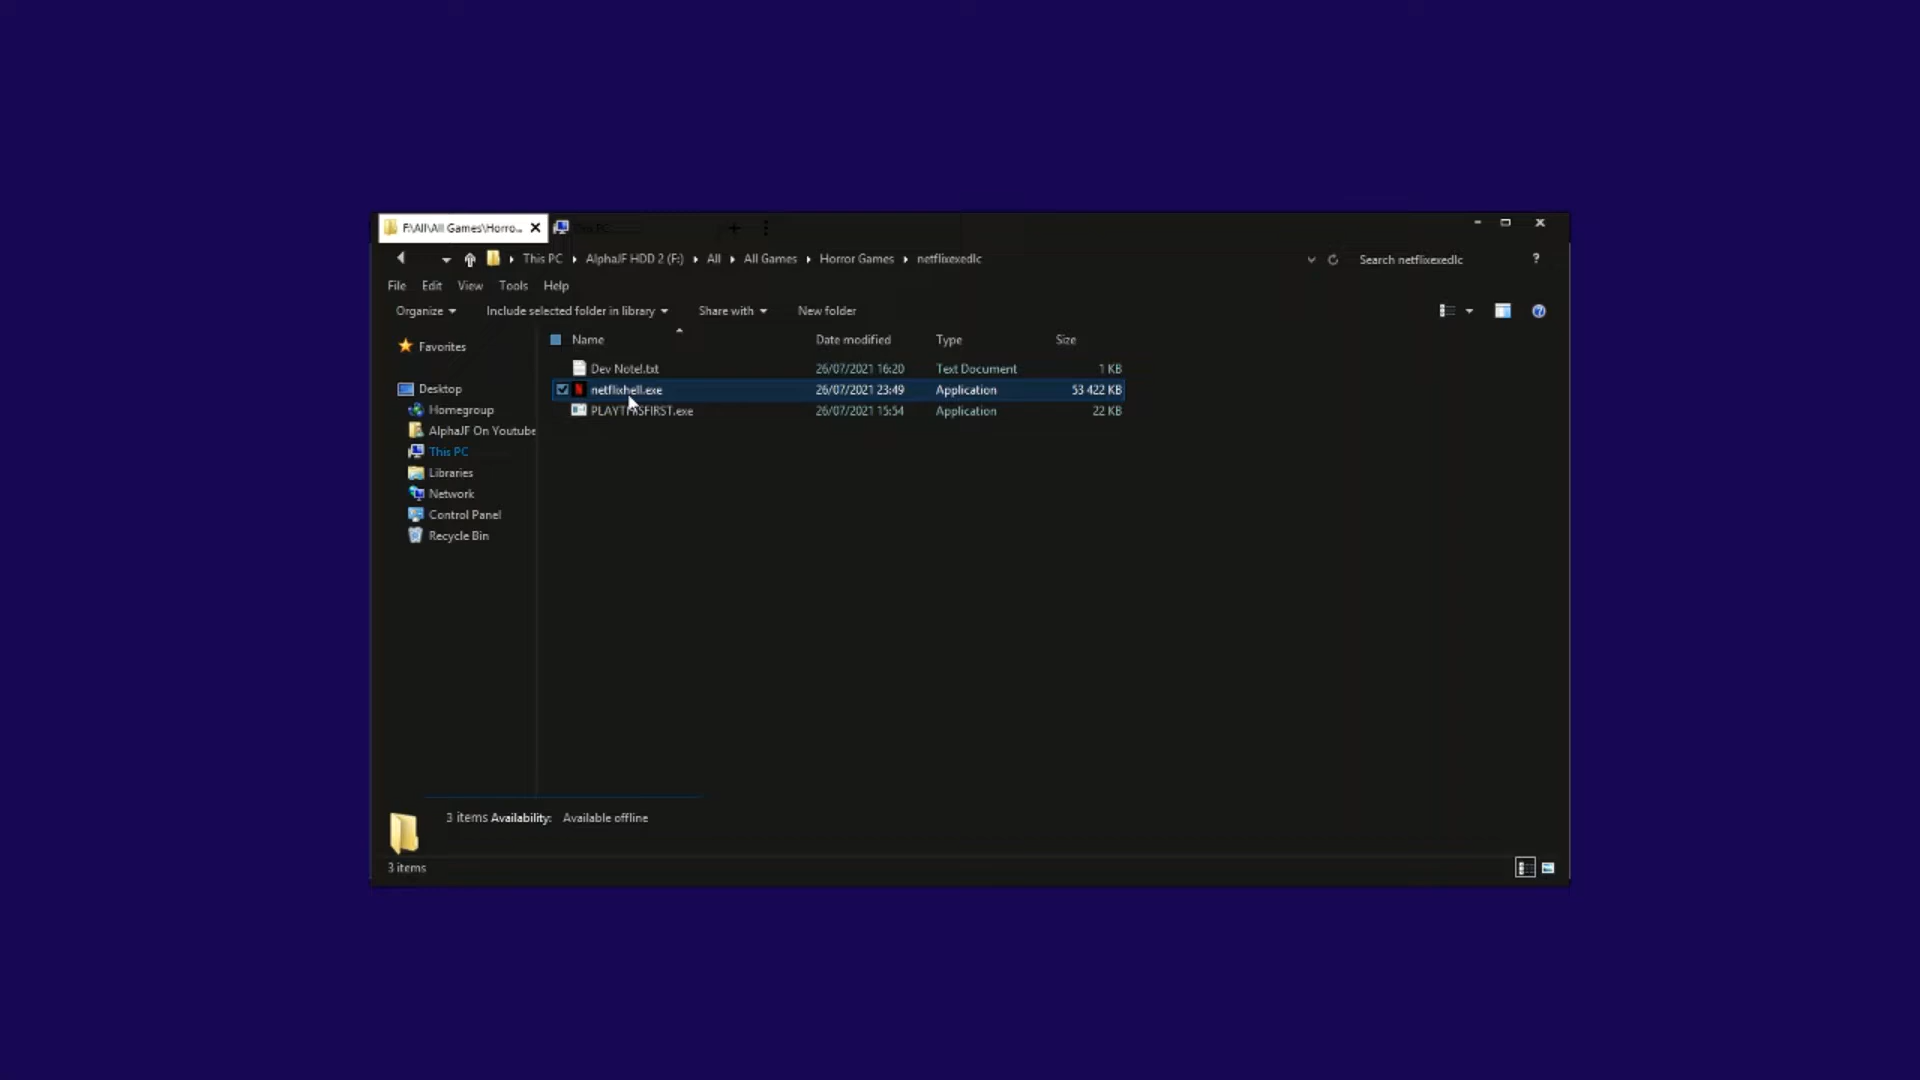 F:\All\All Games\Horro...
This PC
This PC AlphaJF HDD 2 (F:) All All Games Horror Games netflixexedlc
Search netflixexedlc
File Edit View Tools Help
Organize Include selected folder in library Share with New folder
Favorites
Desktop
Homegroup
AlphaJF On Youtube
This PC
Libraries
Network
Control Panel
Recycle Bin
Name Date modified Type Size
Dev Note!.txt 26/07/2021 16:20 Text Document 1 KB
netflixhell.exe 26/07/2021 23:49 Application 53 422 KB
PLAYTHISFIRST.exe 26/07/2021 15:54 Application 22 KB
3 items Availability: Available offline
3 items